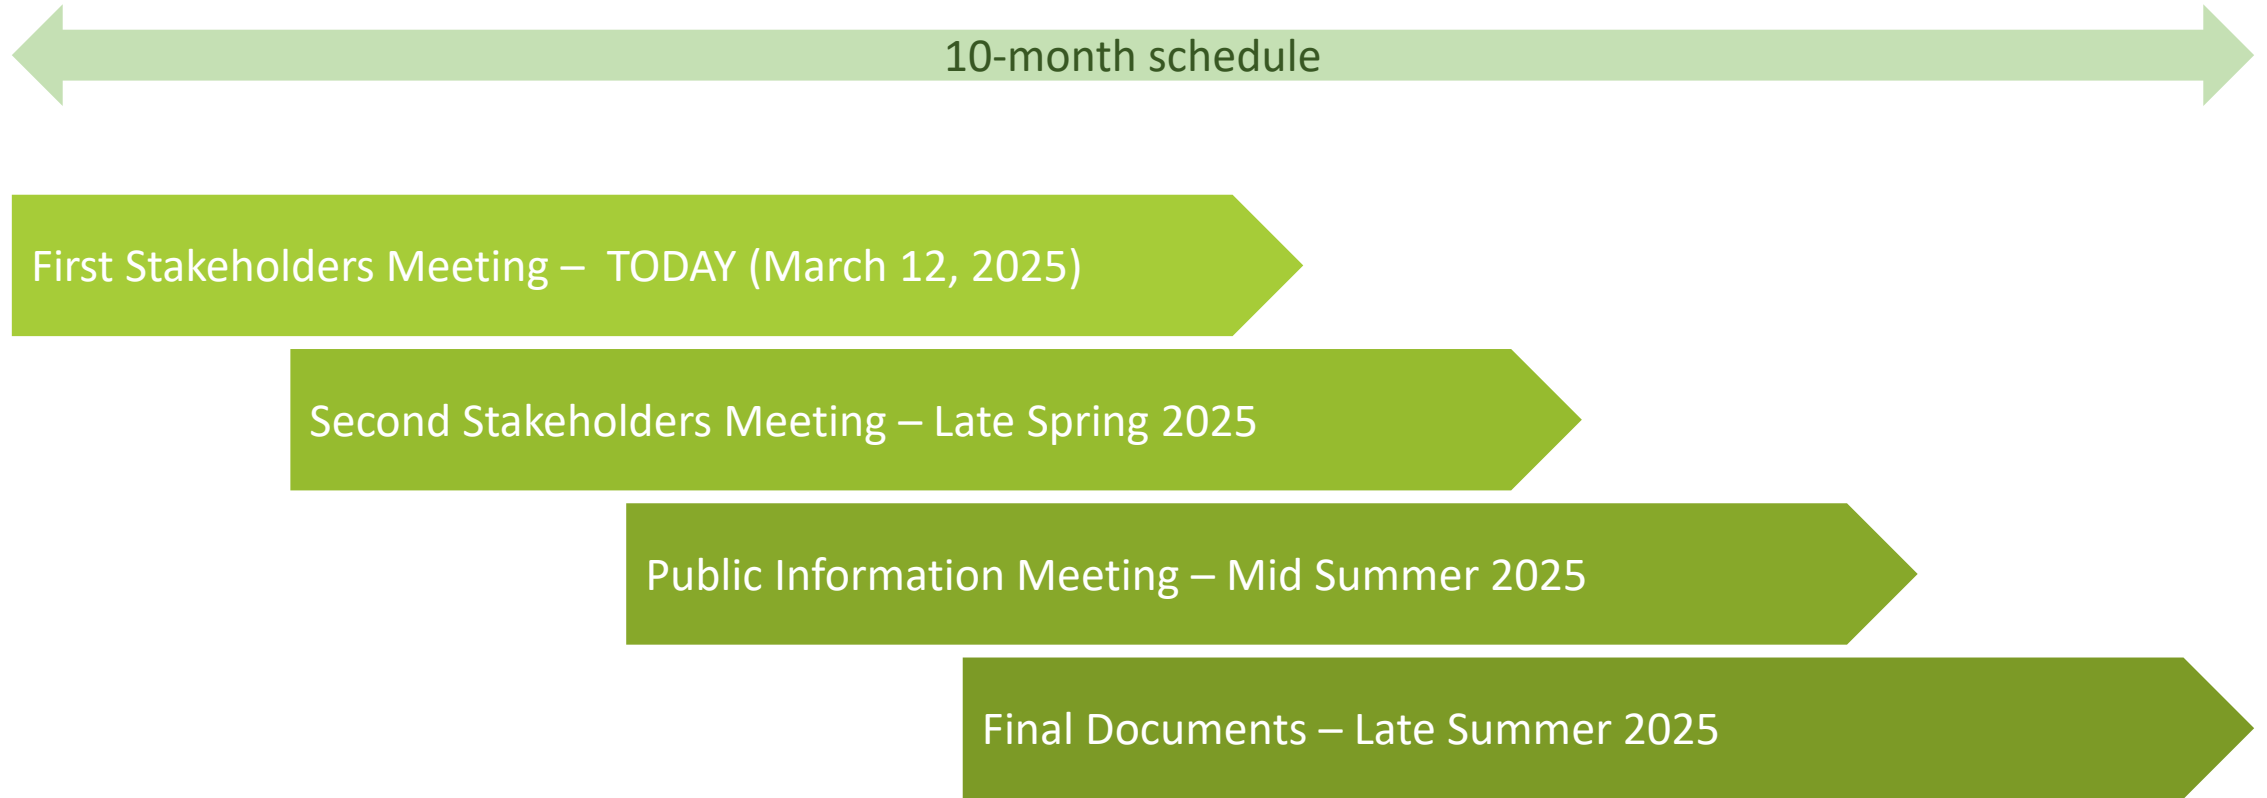 10-month schedule
First Stakeholders Meeting – TODAY (March 12, 2025)
Second Stakeholders Meeting – Late Spring 2025
Public Information Meeting – Mid Summer 2025
Final Documents – Late Summer 2025